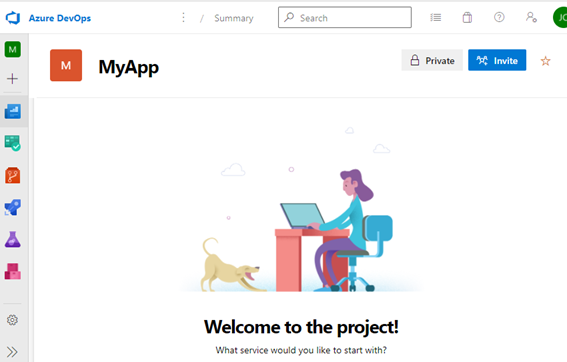 Azure DevOps / Summary Search JC
M
M MyApp Private Invite
Welcome to the project!
What service would you like to start with?